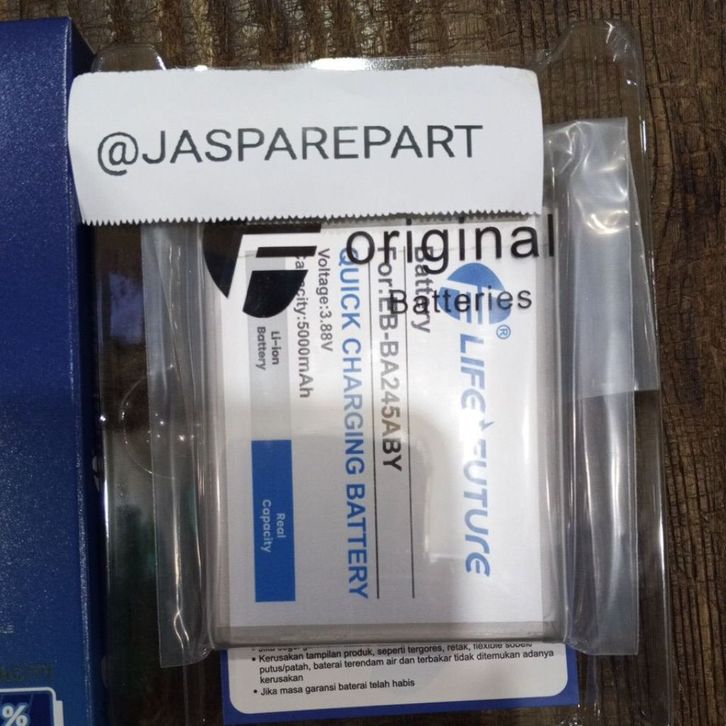 @JASPAREPART
original
Batteries
LIFE FUTURE
®
Battery
For:EB-BA245ABY
QUICK CHARGING BATTERY
Voltage:3.88V
Capacity:5000mAh
Li-ion
Battery
Real
Capacity
• Kerusakan tampilan produk, seperti tergores, retak, flexible sobek/
putus/patah, baterai terendam air dan terbakar tidak ditemukan adanya
kerusakan
• Jika masa garansi baterai telah habis
%